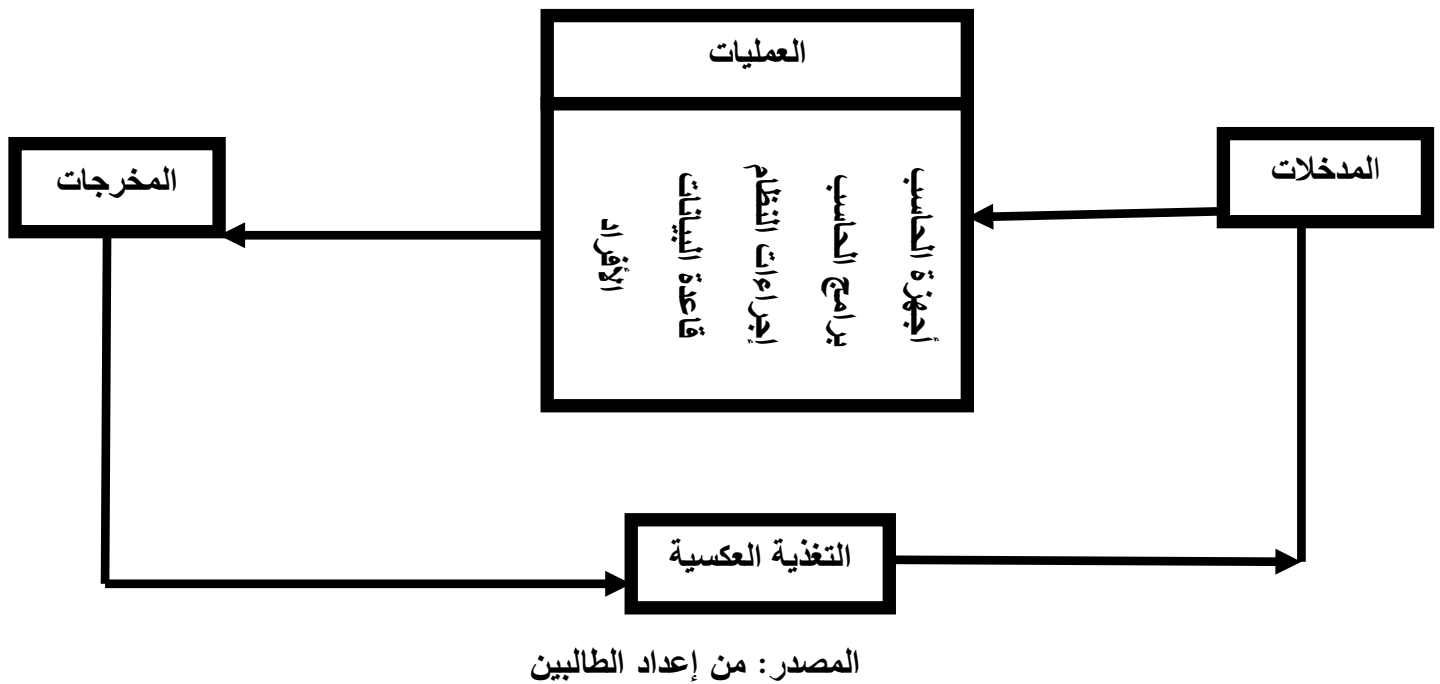 العمليات
المدخلات
المخرجات
أجهزة الحاسب
برامج الحاسب
إجراءات النظام
قاعدة البيانات
الأفراد
التغذية العكسية
المصدر: من إعداد الطالبين